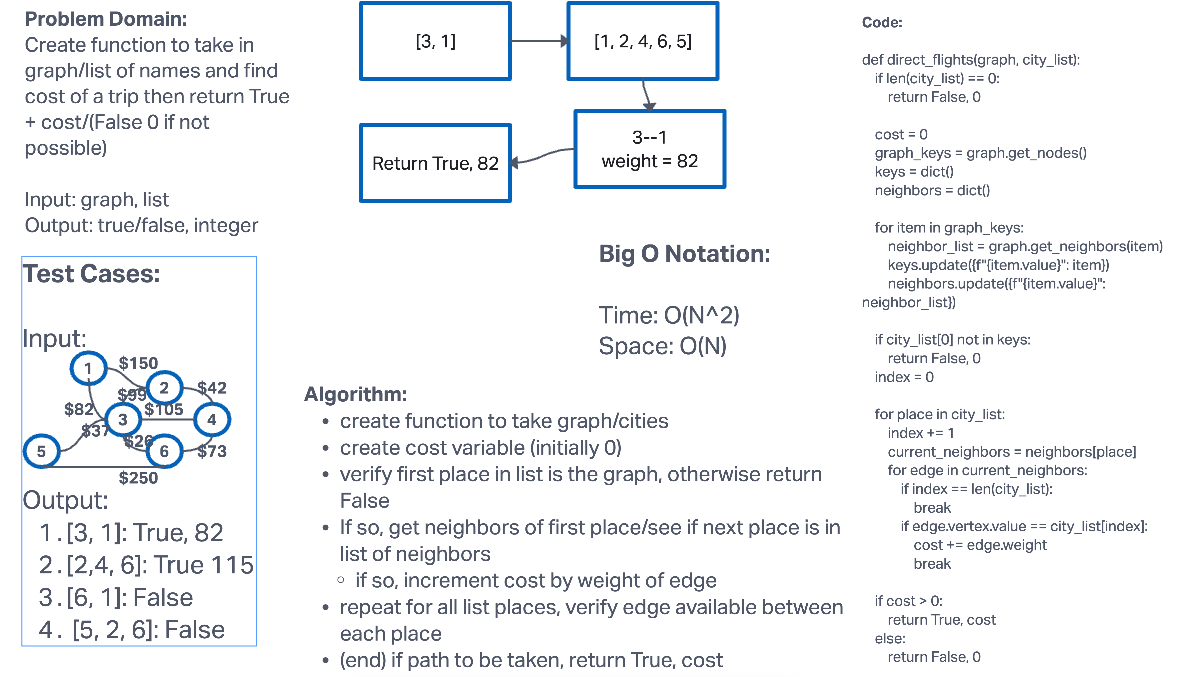 Problem Domain:
Create function to take in
graph/list of names and find
cost of a trip then return True
+ cost/(False 0 if not
possible)
Input: graph, list
Output: true/false, integer
Test Cases:
Input:
1
$150
2
$42
$99
$82
3
$105
4
$37
5
$26
6
$73
$250
Output:
1. [3, 1]: True, 82
2. [2,4, 6]: True 115
3. [6, 1]: False
4. [5, 2, 6]: False
[3, 1]
[1, 2, 4, 6, 5]
3--1
weight = 82
Return True, 82
Big O Notation:
Time: O(N^2)
Space: O(N)
Algorithm:
• create function to take graph/cities
• create cost variable (initially 0)
• verify first place in list is the graph, otherwise return
False
• If so, get neighbors of first place/see if next place is in
list of neighbors
◦ if so, increment cost by weight of edge
• repeat for all list places, verify edge available between
each place
• (end) if path to be taken, return True, cost
Code:
def direct_flights(graph, city_list):
if len(city_list) == 0:
return False, 0
cost = 0
graph_keys = graph.get_nodes()
keys = dict()
neighbors = dict()
for item in graph_keys:
neighbor_list = graph.get_neighbors(item)
keys.update({f"{item.value}": item})
neighbors.update({f"{item.value}":
neighbor_list})
if city_list[0] not in keys:
return False, 0
index = 0
for place in city_list:
index += 1
current_neighbors = neighbors[place]
for edge in current_neighbors:
if index == len(city_list):
break
if edge.vertex.value == city_list[index]:
cost += edge.weight
break
if cost > 0:
return True, cost
else:
return False, 0